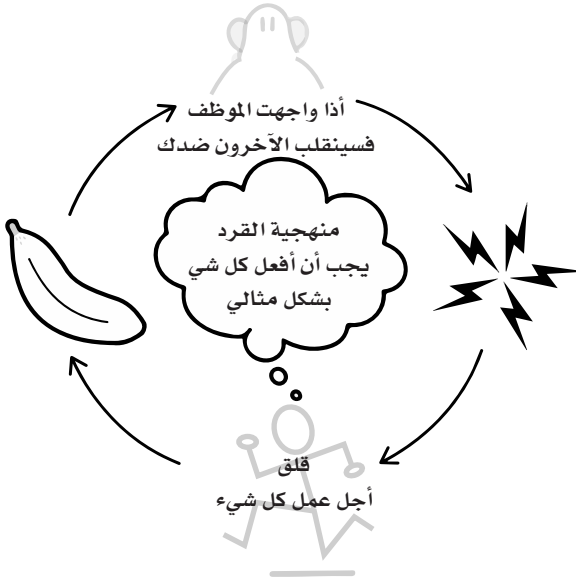 أذا واجهت الموظف
فسينقلب الآخرون ضدك
منهجية القرد
يجب أن أفعل كل شي
بشكل مثالي
قلق
أجل عمل كل شيء